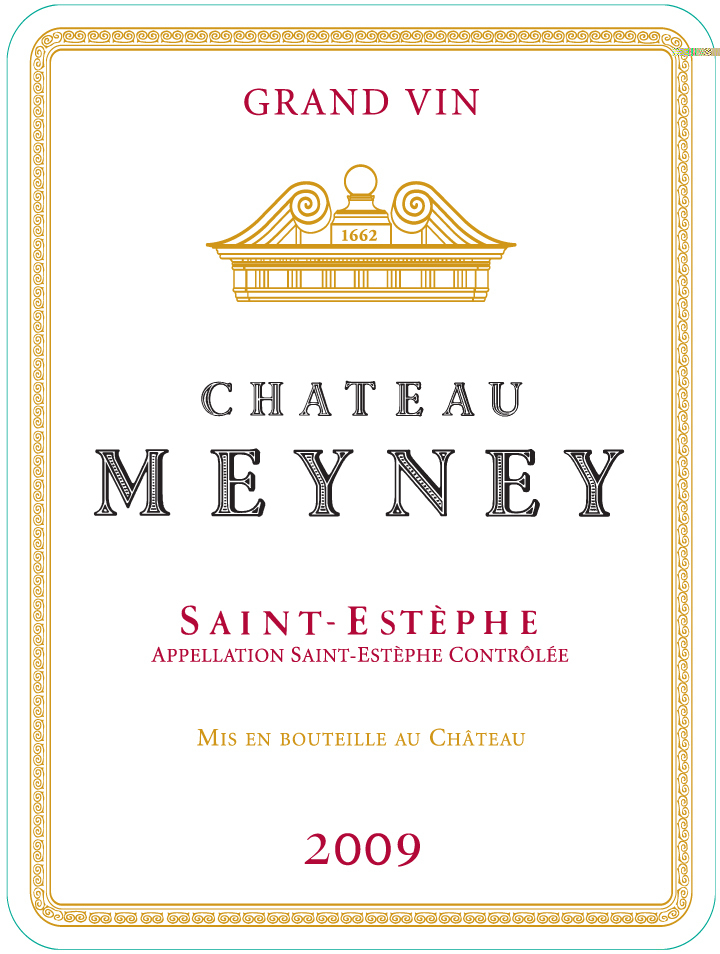 GRAND VIN
1662
CHATEAU
MEYNEY
SAINT-ESTÈPHE
APPELLATION SAINT-ESTÈPHE CONTRÔLÉE
MIS EN BOUTEILLE AU CHÂTEAU
2009